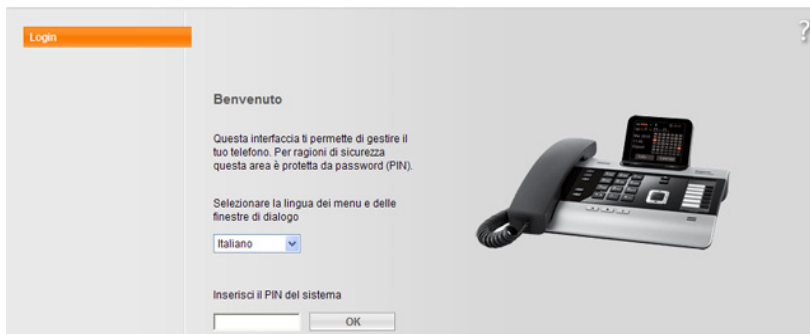 Login
?
Benvenuto
Questa interfaccia ti permette di gestire il
tuo telefono. Per ragioni di sicurezza
questa area è protetta da password (PIN).
Selezionare la lingua dei menu e delle
finestre di dialogo
Italiano
Inserisci il PIN del sistema
OK